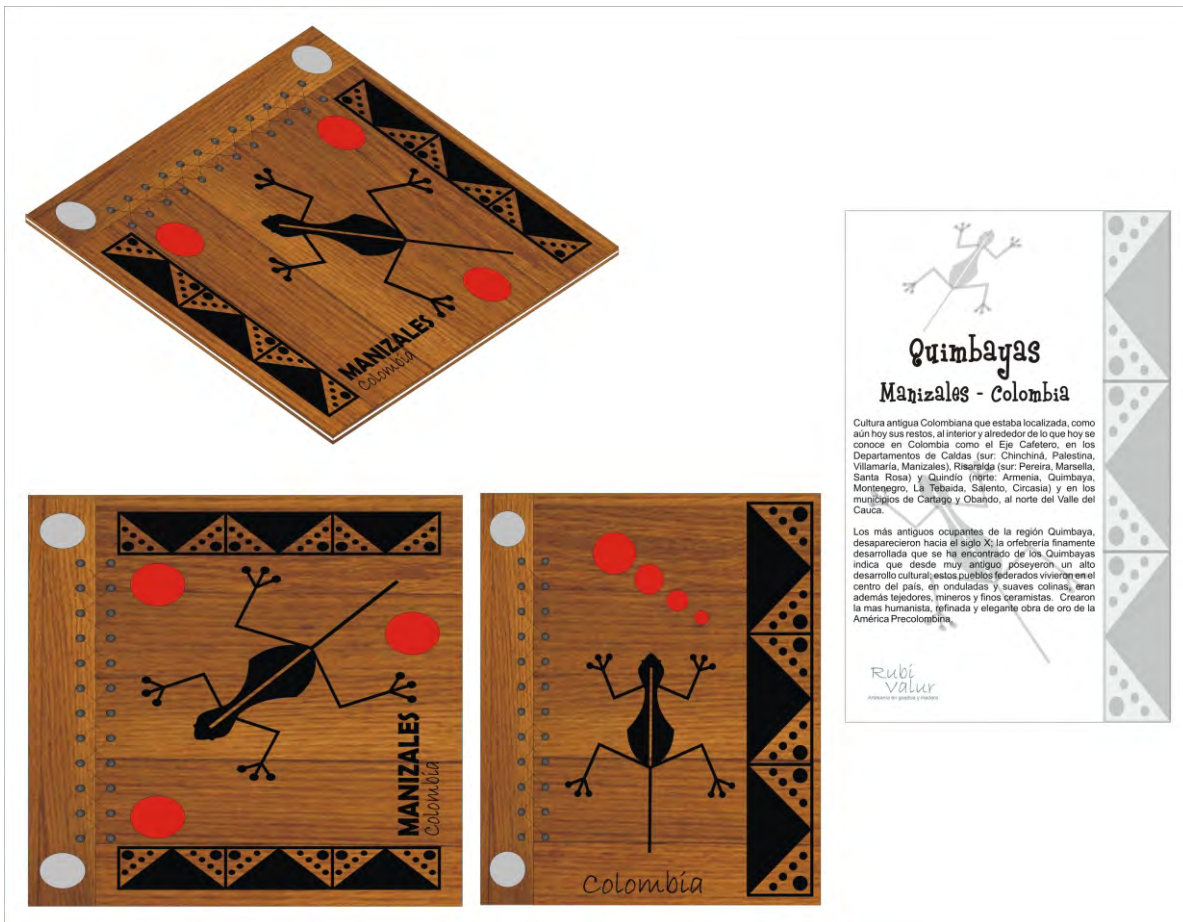 MANIZALES
Colombia
MANIZALES
Colombia
Colombia
Quimbayas
Manizales - Colombia
Cultura antigua Colombiana que estaba localizada, como
aún hoy sus restos, al interior y alrededor de lo que hoy se
conoce en Colombia como el Eje Cafetero, en los
Departamentos de Caldas (sur: Chinchiná, Palestina,
Villamaría, Manizales), Risaralda (sur: Pereira, Marsella,
Santa Rosa) y Quindío (norte: Armenia, Quimbaya,
Montenegro, La Tebaida, Salento, Circasia) y en los
municipios de Cartago y Obando, al norte del Valle del
Cauca.
Los más antiguos ocupantes de la región Quimbaya,
desaparecieron hacia el siglo X; la orfebrería finamente
desarrollada que se ha encontrado de los Quimbayas
indica que desde muy antiguo poseyeron un alto
desarrollo cultural; estos pueblos federados vivieron en el
centro del país, en onduladas y suaves colinas, eran
además tejedores, mineros y finos ceramistas. Crearon
la mas humanista, refinada y elegante obra de oro de la
América Precolombina.
Rubí
Valur
Artesanía en guadua y madera